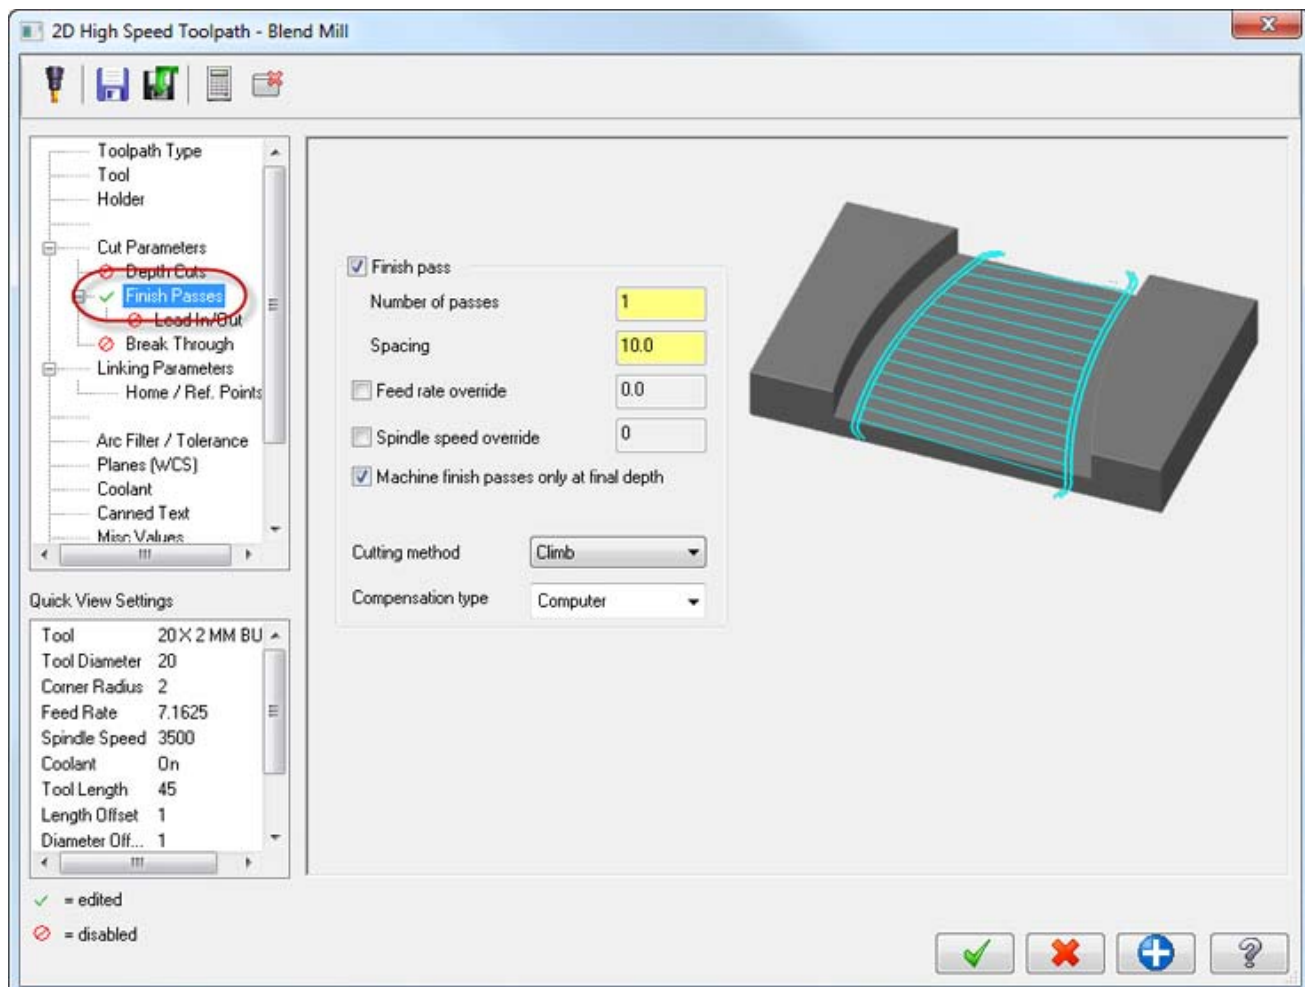 2D High Speed Toolpath - Blend Mill
Toolpath Type
Tool
Holder
Cut Parameters
Depth Cuts
Finish Passes
Lead In/Out
Break Through
Linking Parameters
Home / Ref. Points
Arc Filter / Tolerance
Planes (WCS)
Coolant
Canned Text
Misc Values
Finish pass
Number of passes 1
Spacing 10.0
Feed rate override 0.0
Spindle speed override 0
Machine finish passes only at final depth
Cutting method Climb
Compensation type Computer
Quick View Settings
Tool 20 X 2 MM BU
Tool Diameter 20
Corner Radius 2
Feed Rate 7.1625
Spindle Speed 3500
Coolant On
Tool Length 45
Length Offset 1
Diameter Off... 1
= edited
= disabled